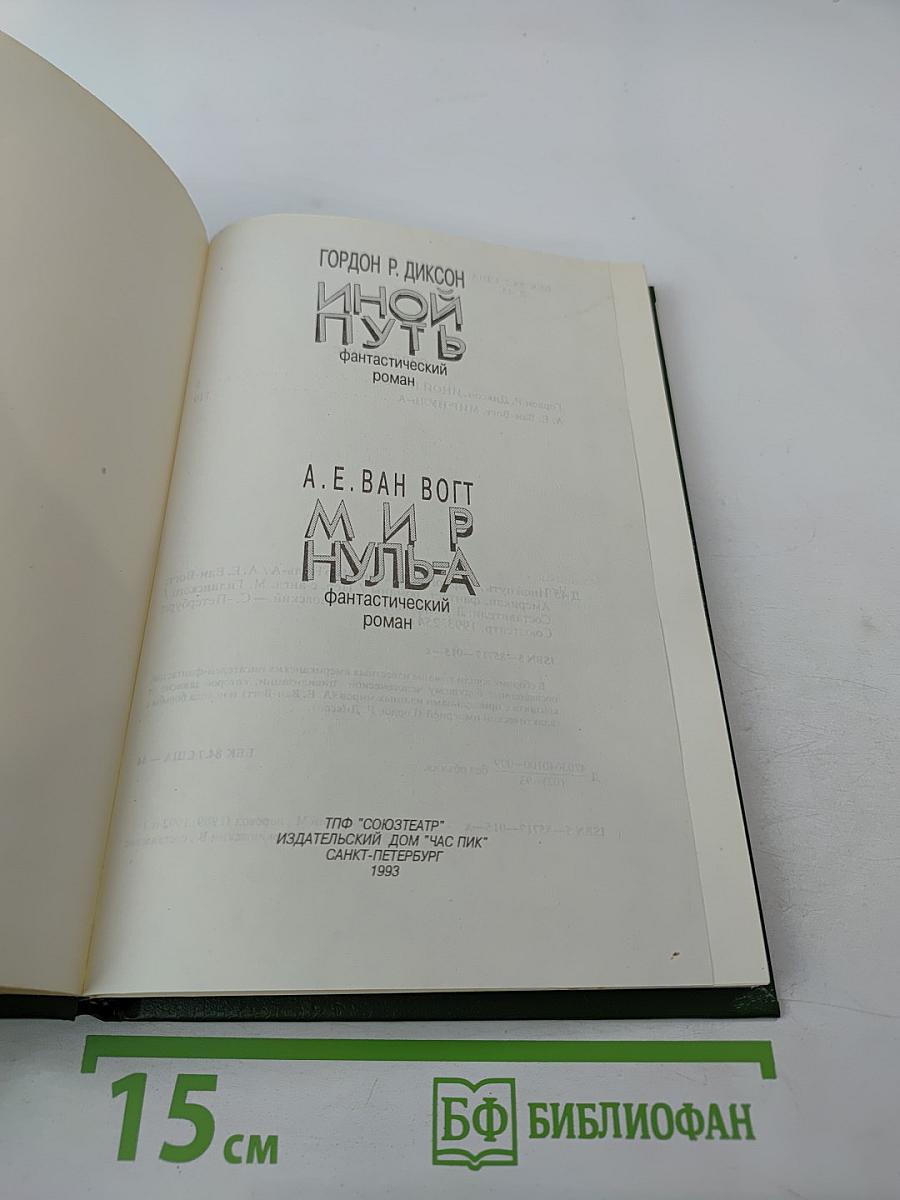 ГОРДОН Р. ДИКСОН
ИНОЙ
ПУТЬ
фантастический
роман
А. Е. ВАН ВОГТ
МИР
НУЛЬ-А
фантастический
роман
ТПФ "СОЮЗТЕАТР"
ИЗДАТЕЛЬСКИЙ ДОМ "ЧАС ПИК"
САНКТ-ПЕТЕРБУРГ
1993
15 см
БФ БИБЛИОФАН